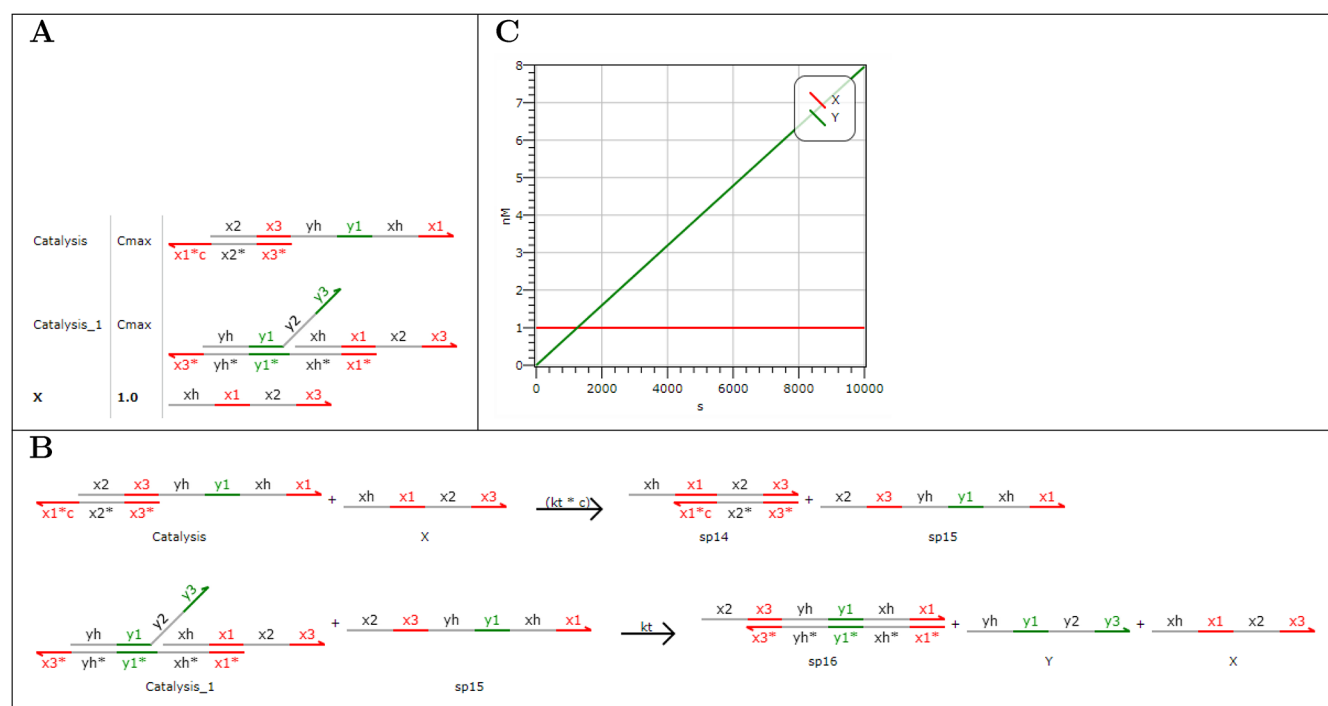 A
x2 x3 yh y1 xh x1
Catalysis Cmax
x1*c x2* x3*
y3
y2
yh y1 xh x1 x2 x3
Catalysis_1 Cmax
x3* yh* y1* xh* x1*
X 1.0
xh x1 x2 x3
C
8
7
6
5
4
3
2
1
0
nM
0 2000 4000 6000 8000 10000
s
X
Y
B
x2 x3 yh y1 xh x1 + xh x1 x2 x3 (kt * c) xh x1 x2 x3 + x2 x3 yh y1 xh x1
x1*c x2* x3* x1*c x2* x3*
Catalysis X sp14 sp15
y3
y2
yh y1 xh x1 x2 x3 + x2 x3 yh y1 xh x1 kt x2 x3 yh y1 xh x1 + yh y1 y2 y3 + xh x1 x2 x3
x3* yh* y1* xh* x1* x3* yh* y1* xh* x1*
Catalysis_1 sp15 sp16 Y X